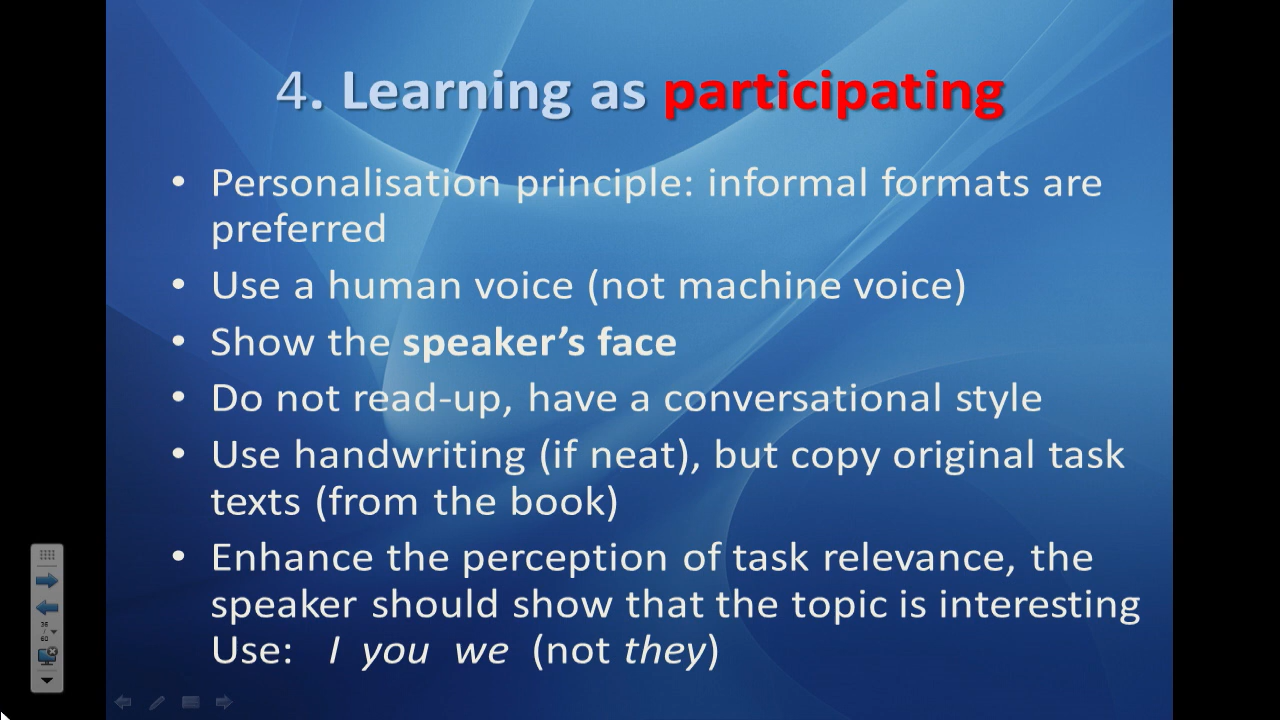 4. Learning as participating
• Personalisation principle: informal formats are
preferred
• Use a human voice (not machine voice)
• Show the speaker’s face
• Do not read-up, have a conversational style
• Use handwriting (if neat), but copy original task
texts (from the book)
• Enhance the perception of task relevance, the
speaker should show that the topic is interesting
Use: I you we (not they)
36
/
60